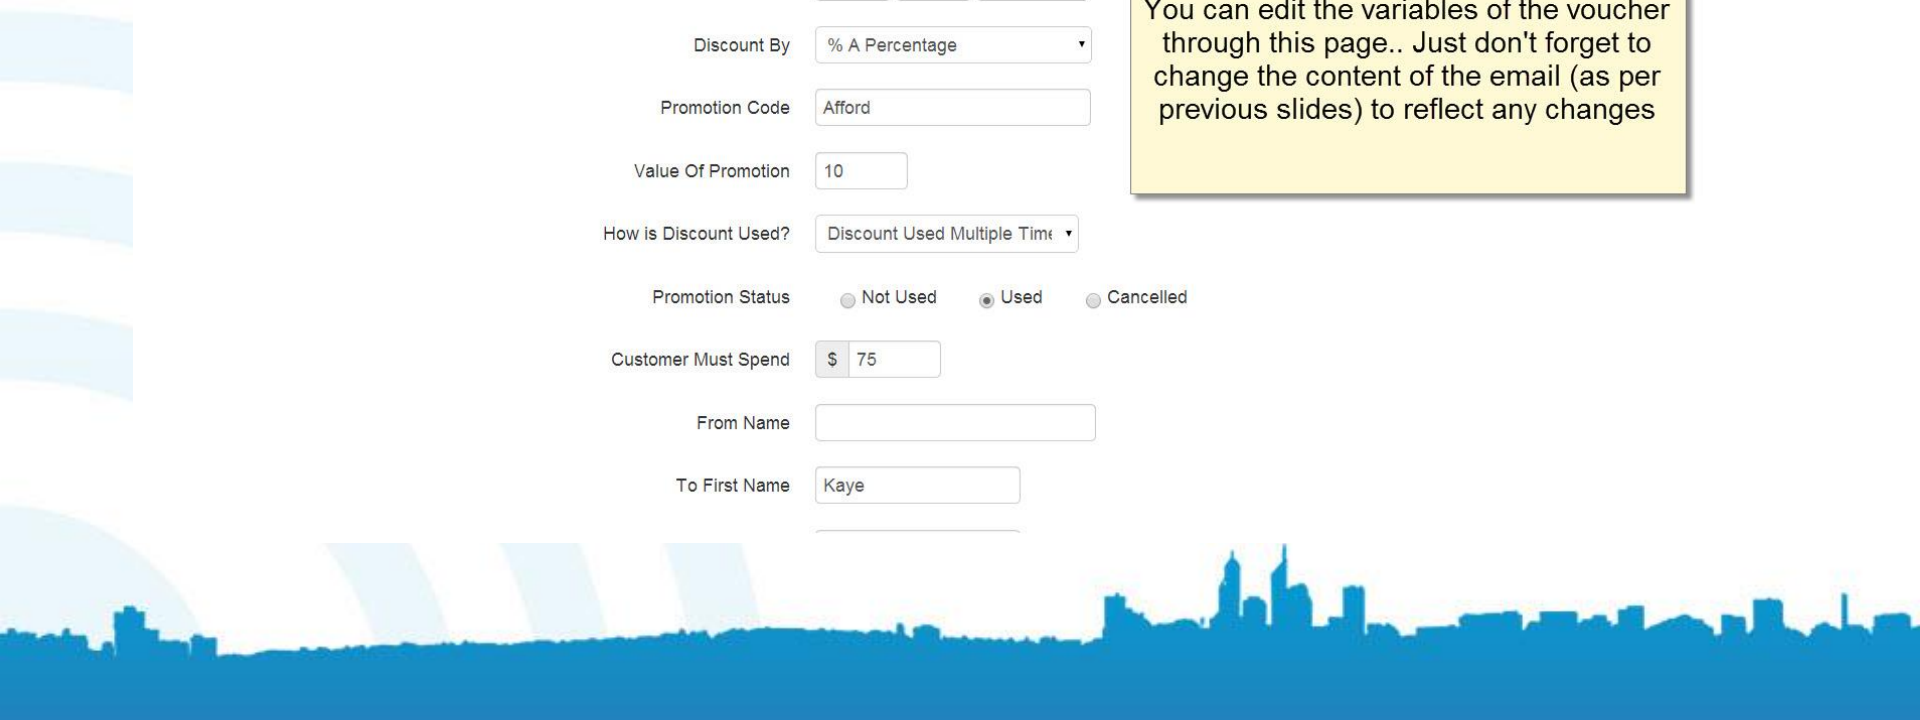 You can edit the variables of the voucher
through this page.. Just don't forget to
change the content of the email (as per
previous slides) to reflect any changes
Discount By % A Percentage
Promotion Code Afford
Value Of Promotion 10
How is Discount Used? Discount Used Multiple Time
Promotion Status Not Used Used Cancelled
Customer Must Spend $ 75
From Name
To First Name Kaye